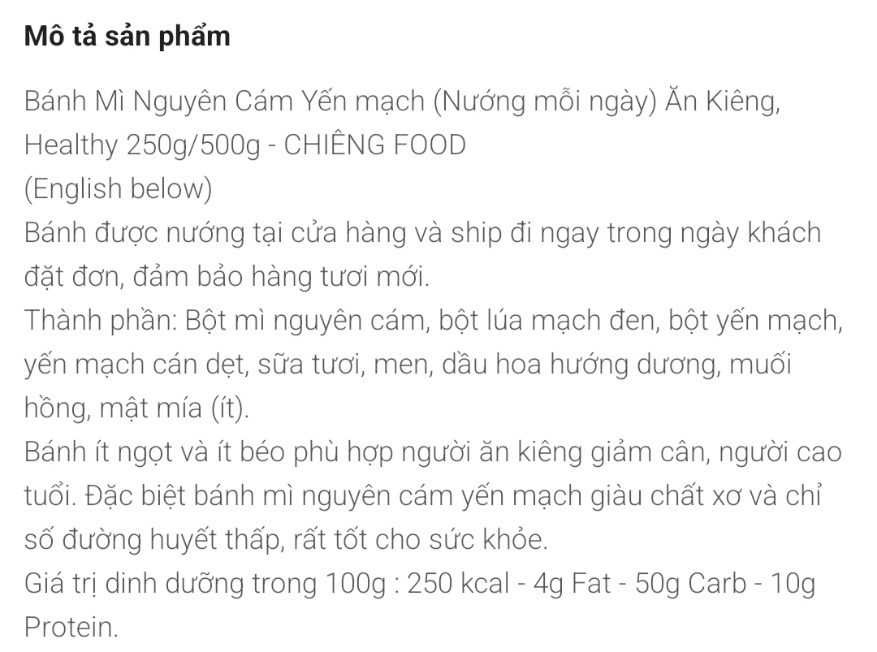 Mô tả sản phẩm
Bánh Mì Nguyên Cám Yến mạch (Nướng mỗi ngày) Ăn Kiêng,
Healthy 250g/500g - CHIÊNG FOOD
(English below)
Bánh được nướng tại cửa hàng và ship đi ngay trong ngày khách
đặt đơn, đảm bảo hàng tươi mới.
Thành phần: Bột mì nguyên cám, bột lúa mạch đen, bột yến mạch,
yến mạch cán dẹt, sữa tươi, men, dầu hoa hướng dương, muối
hồng, mật mía (ít).
Bánh ít ngọt và ít béo phù hợp người ăn kiêng giảm cân, người cao
tuổi. Đặc biệt bánh mì nguyên cám yến mạch giàu chất xơ và chỉ
số đường huyết thấp, rất tốt cho sức khỏe.
Giá trị dinh dưỡng trong 100g : 250 kcal - 4g Fat - 50g Carb - 10g
Protein.